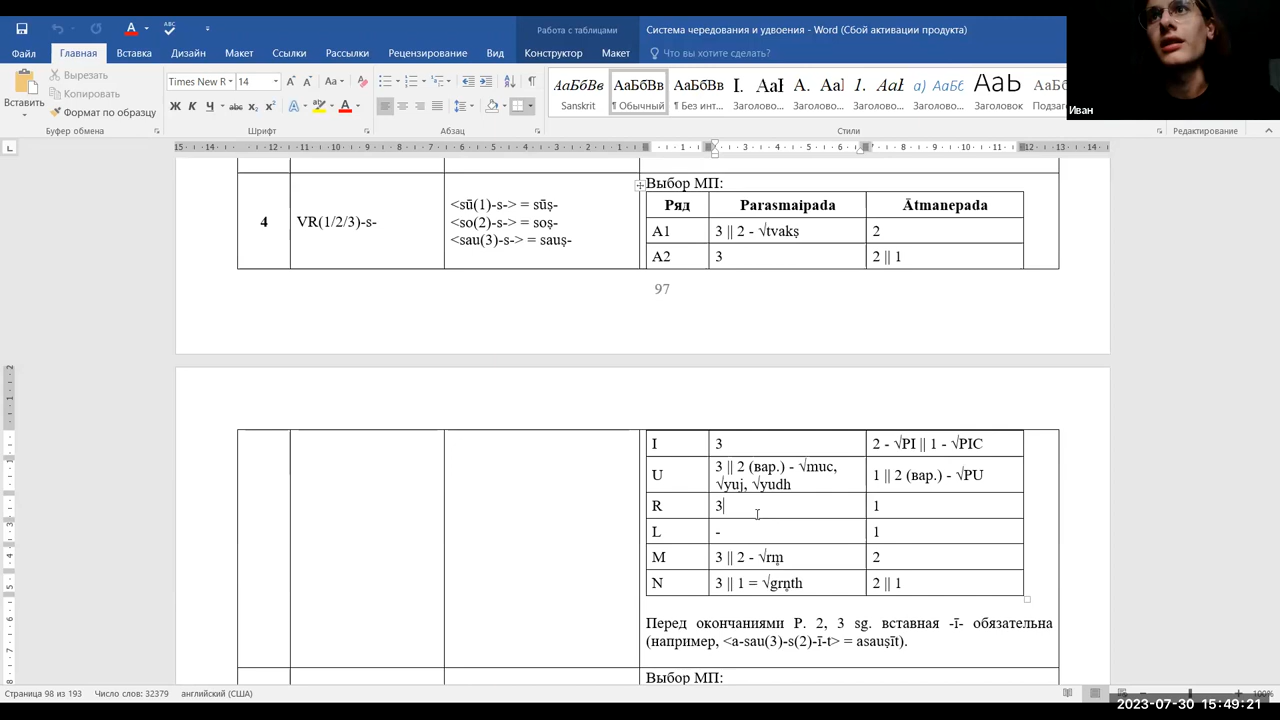 Система чередования и удвоения - Word (Сбой активации продукта)
Работа с таблицами
Файл Главная Вставка Дизайн Макет Ссылки Рассылки Рецензирование Вид Конструктор Макет Что вы хотите сделать?
Вставить
Вырезать
Копировать
Формат по образцу
Буфер обмена
Times New R 14
Ж К Ч
Шрифт
Абзац
АаБбВв АаБбВв АаБбВв
Sanskrit ¶ Обычный ¶ Без инт... Заголово... Заголово... Заголово... Заголово... Заголово... Заголовок Подзаг
Стили
Редактирование
Иван
4
VR(1/2/3)-s-
<sū(1)-s-> = sūṣ-
<so(2)-s-> = soṣ-
<sau(3)-s-> = sauṣ-
Выбор МП:
Ряд Parasmaipada Ātmanepada
A1 3 || 2 - √tvakṣ 2
A2 3 2 || 1
97
I 3 2 - √PI || 1 - √PIC
U 3 || 2 (вар.) - √muc, √yuj, √yudh 1 || 2 (вар.) - √PU
R 3 1
L - 1
M 3 || 2 - √rm̥ 2
N 3 || 1 = √grn̥th 2 || 1
Перед окончаниями P. 2, 3 sg. вставная -ī- обязательна
(например, <a-sau(3)-s(2)-ī-t> = asauṣīt).
Выбор МП:
Страница 98 из 193 Число слов: 32379 английский (США)
100%
2023-07-30 15:49:21